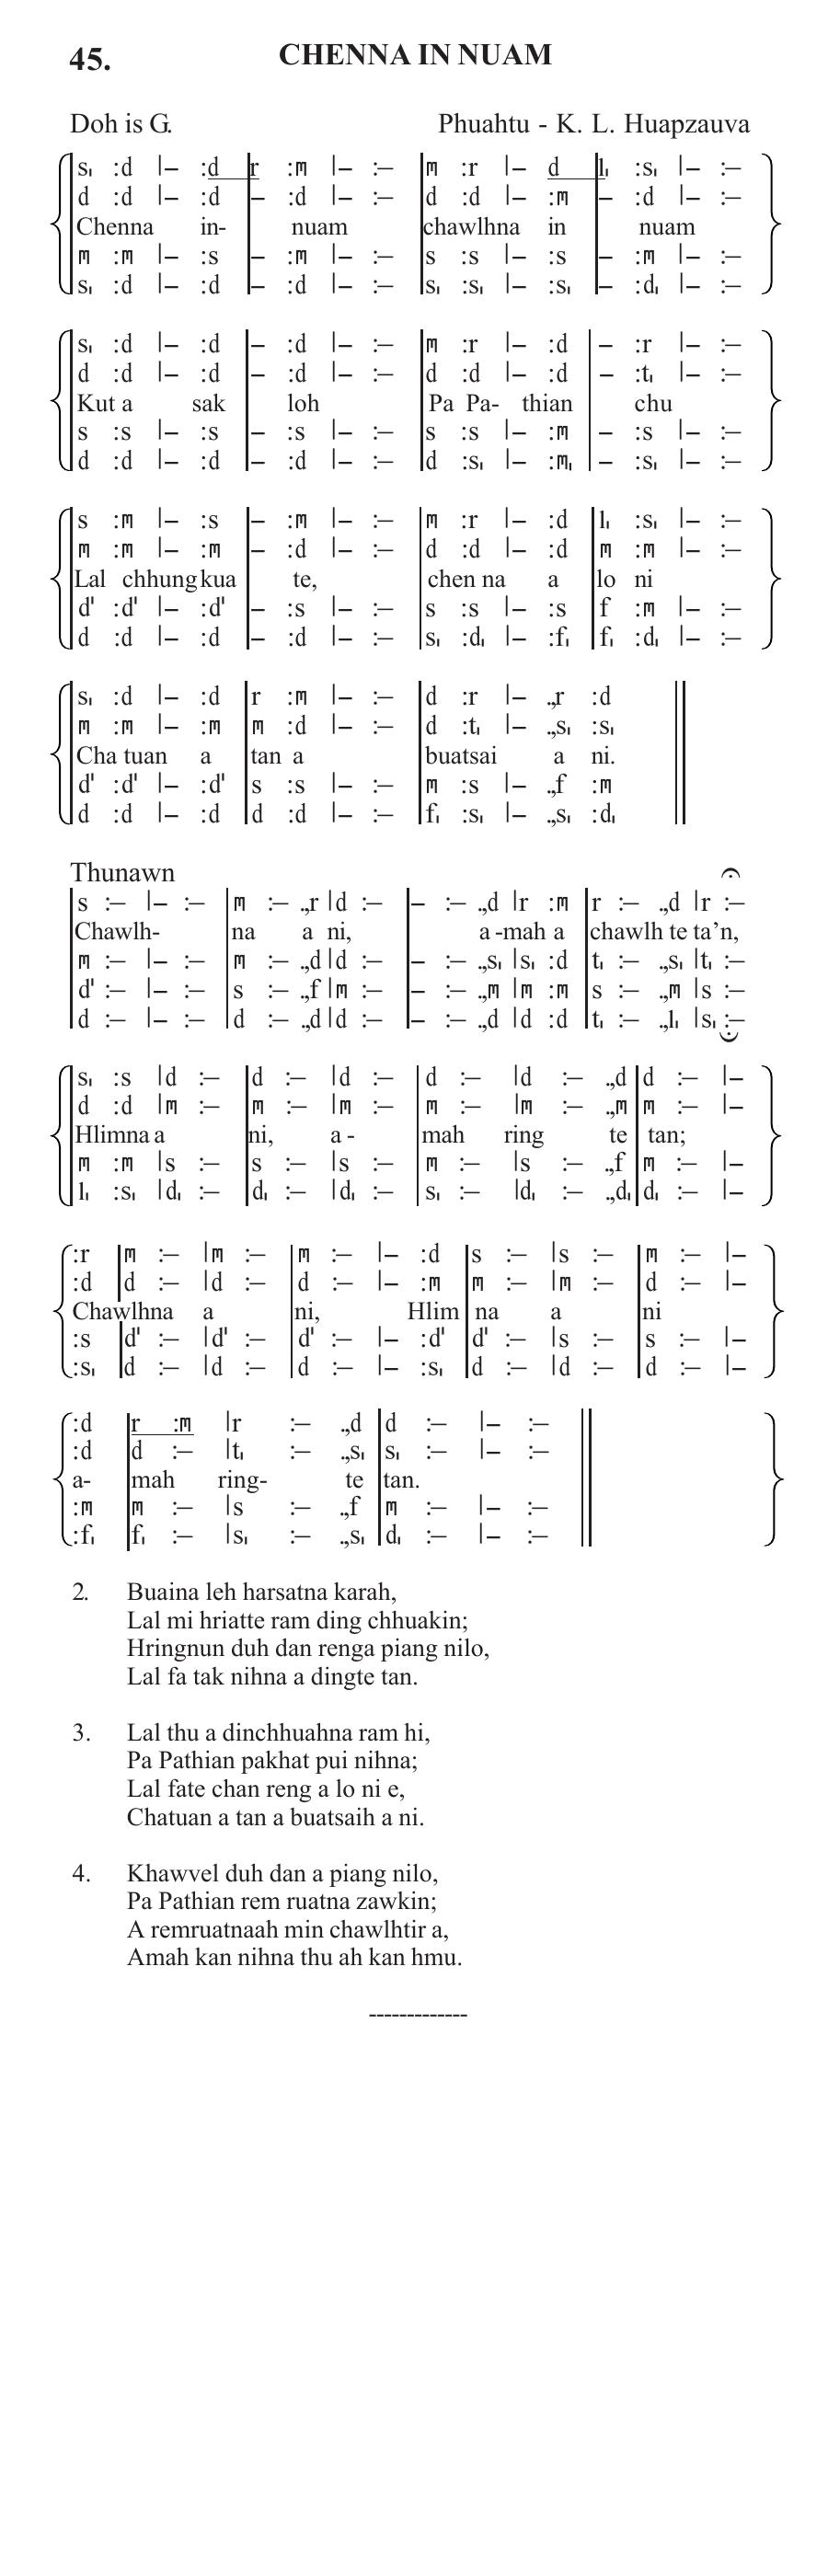 45. CHENNA IN NUAM
Doh is G. Phuahtu - K. L. Huapzauva
s, :d |– :d r :m |– :– m :r |– d l, :s, |– :–
d :d |– :d – :d |– :– d :d |– :m – :d |– :–
Chenna in- nuam chawlhna in nuam
m :m |– :s – :m |– :– s :s |– :s – :m |– :–
s, :d |– :d – :d |– :– s, :s, |– :s, – :d, |– :–
s, :d |– :d – :d |– :– m :r |– :d – :r |– :–
d :d |– :d – :d |– :– d :d |– :d – :t, |– :–
Kut a sak loh Pa Pa- thian chu
s :s |– :s – :s |– :– s :s |– :m – :s |– :–
d :d |– :d – :d |– :– d :s, |– :m, – :s, |– :–
s :m |– :s – :m |– :– m :r |– :d l, :s, |– :–
m :m |– :m – :d |– :– d :d |– :d m :m |– :–
Lal chhung kua te, chen na a lo ni
d' :d' |– :d' – :s |– :– s :s |– :s f :m |– :–
d :d |– :d – :d |– :– s, :d, |– :f, f, :d, |– :–
s, :d |– :d r :m |– :– d :r |– .,r :d
m :m |– :m m :d |– :– d :t, |– .,s, :s,
Cha tuan a tan a buatsai a ni.
d' :d' |– :d' s :s |– :– m :s |– .,f :m
d :d |– :d d :d |– :– f, :s, |– .,s, :d,
Thunawn
s :– |– :– m :– .,r |d :– – :– .,d |r :m r :– .,d |r :–
Chawlh- na a ni, a -mah a chawlh te ta’n,
m :– |– :– m :– .,d |d :– – :– .,s, |s, :d t, :– .,s, |t, :–
d' :– |– :– s :– .,f |m :– – :– .,m |m :m s :– .,m |s :–
d :– |– :– d :– .,d |d :– – :– .,d |d :d t, :– .,l, |s, :–
s, :s |d :– d :– |d :– d :– |d :– .,d d :– |–
d :d |m :– m :– |m :– m :– |m :– .,m m :– |–
Hlimna a ni, a - mah ring te tan;
m :m |s :– s :– |s :– m :– |s :– .,f m :– |–
l, :s, |d, :– d, :– |d, :– s, :– |d, :– .,d, d, :– |–
:r m :– |m :– m :– |– :d s :– |s :– m :– |–
:d d :– |d :– d :– |– :m m :– |m :– d :– |–
Chawlhna a ni, Hlim na a ni
:s d' :– |d' :– d' :– |– :d' d' :– |s :– s :– |–
:s, d :– |d :– d :– |– :s, d :– |d :– d :– |–
:d r :m |r :– .,d d :– |– :–
:d d :– |t, :– .,s, s, :– |– :–
a- mah ring- te tan.
:m m :– |s :– .,f m :– |– :–
:f, f, :– |s, :– .,s, d, :– |– :–
2. Buaina leh harsatna karah,
Lal mi hriatte ram ding chhuakin;
Hringnun duh dan renga piang nilo,
Lal fa tak nihna a dingte tan.
3. Lal thu a dinchhuahna ram hi,
Pa Pathian pakhat pui nihna;
Lal fate chan reng a lo ni e,
Chatuan a tan a buatsaih a ni.
4. Khawvel duh dan a piang nilo,
Pa Pathian rem ruatna zawkin;
A remruatnaah min chawlhtir a,
Amah kan nihna thu ah kan hmu.
-------------